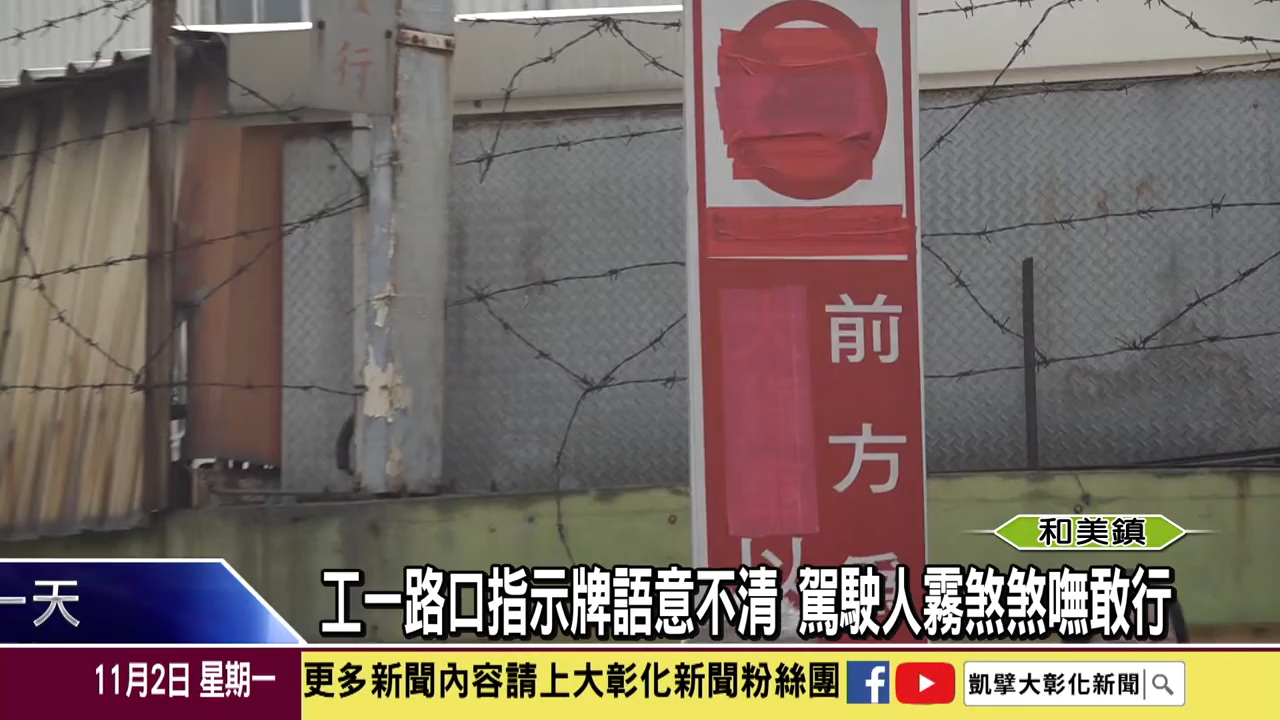 行
前
方
以
和美鎮
一天
工一路口指示牌語意不清 駕駛人霧煞煞嘸敢行
11月2日 星期一
更多新聞內容請上大彰化新聞粉絲團
凱擘大彰化新聞